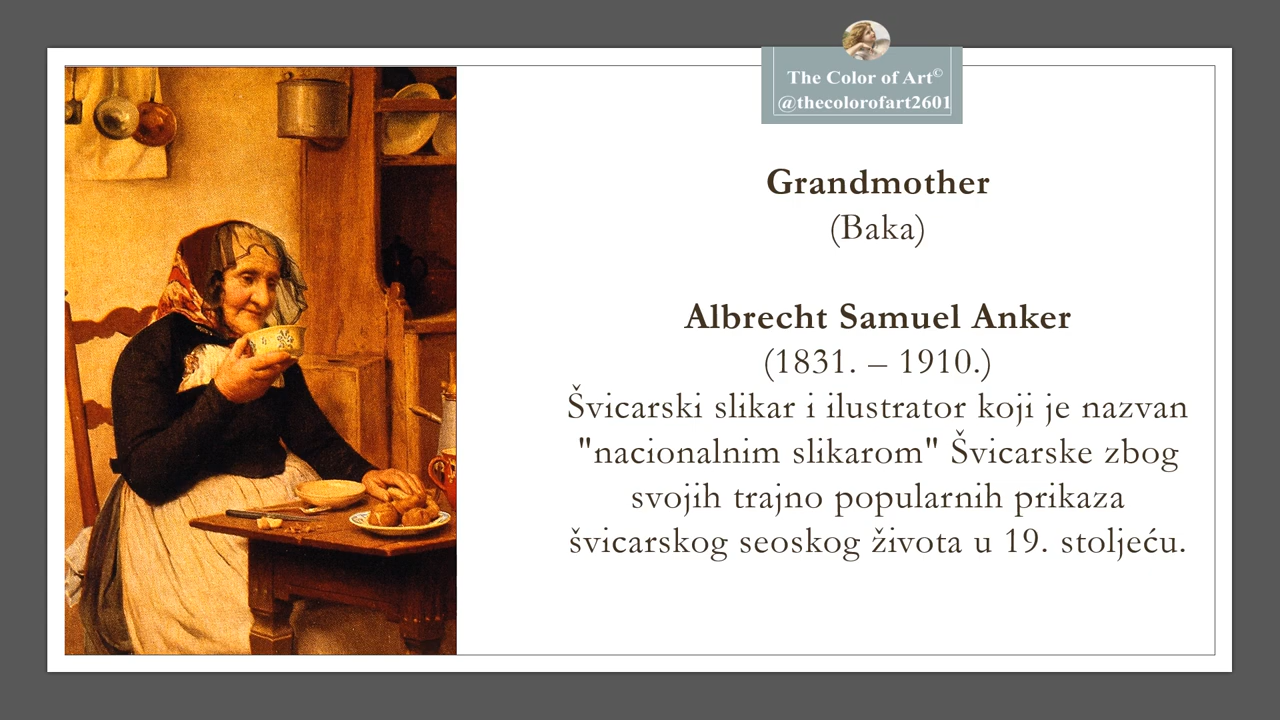 The Color of Art©
@thecolorofart2601
Grandmother
(Baka)
Albrecht Samuel Anker
(1831. – 1910.)
Švicarski slikar i ilustrator koji je nazvan
"nacionalnim slikarom" Švicarske zbog
svojih trajno popularnih prikaza
švicarskog seoskog života u 19. stoljeću.